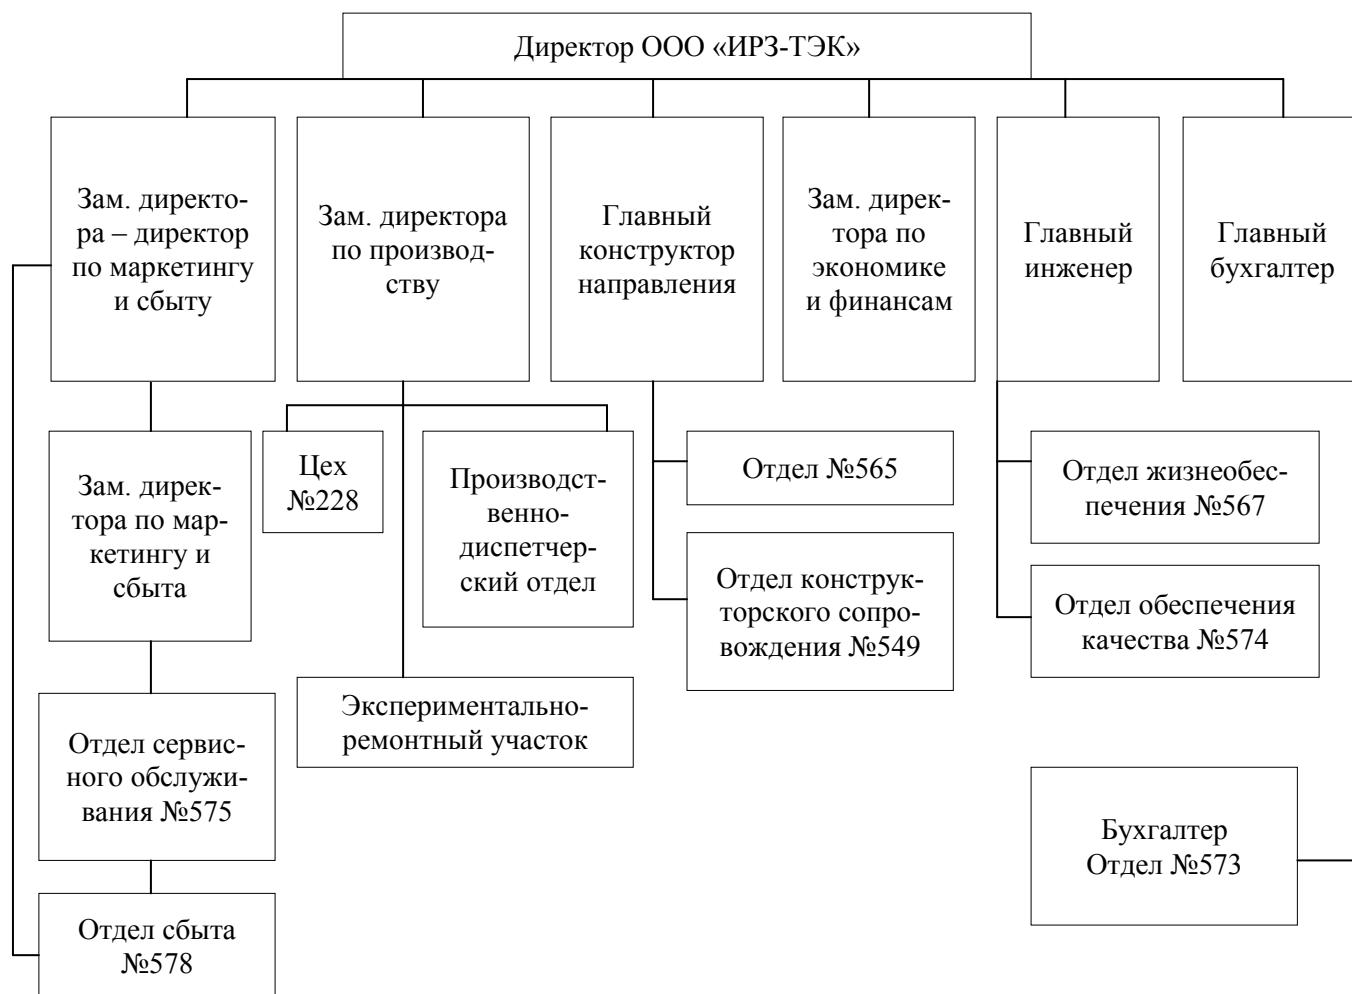 Директор ООО «ИРЗ-ТЭК»
Зам. директо-
ра – директор
по маркетингу
и сбыту
Зам. директора
по производ-
ству
Главный
конструктор
направления
Зам. дирек-
тора по
экономике
и финансам
Главный
инженер
Главный
бухгалтер
Зам. дирек-
тора по мар-
кетингу и
сбыта
Цех
№228
Производст-
венно-
диспетчер-
ский отдел
Отдел №565
Отдел жизнеобес-
печения №567
Отдел конструк-
торского сопро-
вождения №549
Отдел обеспечения
качества №574
Экспериментально-
ремонтный участок
Отдел сервис-
ного обслужи-
вания №575
Бухгалтер
Отдел №573
Отдел сбыта
№578